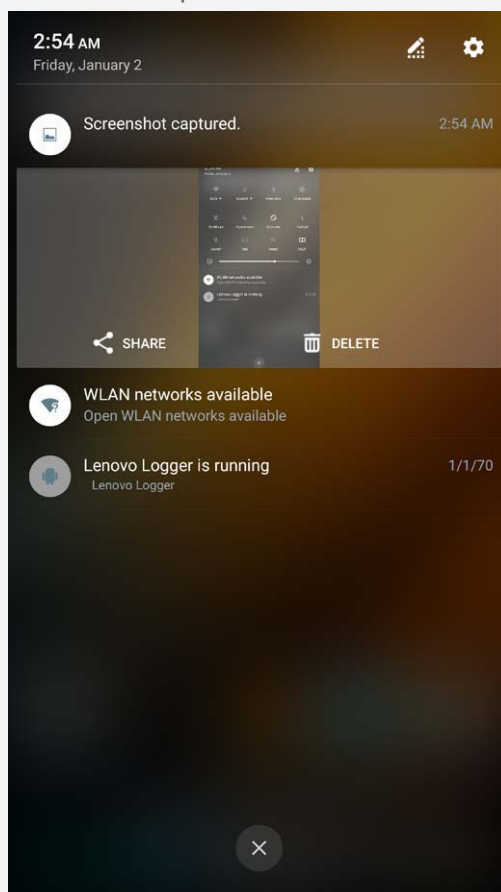 2:54 AM
Friday, January 2
Screenshot captured.
2:54 AM
SHARE
DELETE
WLAN networks available
Open WLAN networks available
Lenovo Logger is running
1/1/70
Lenovo Logger